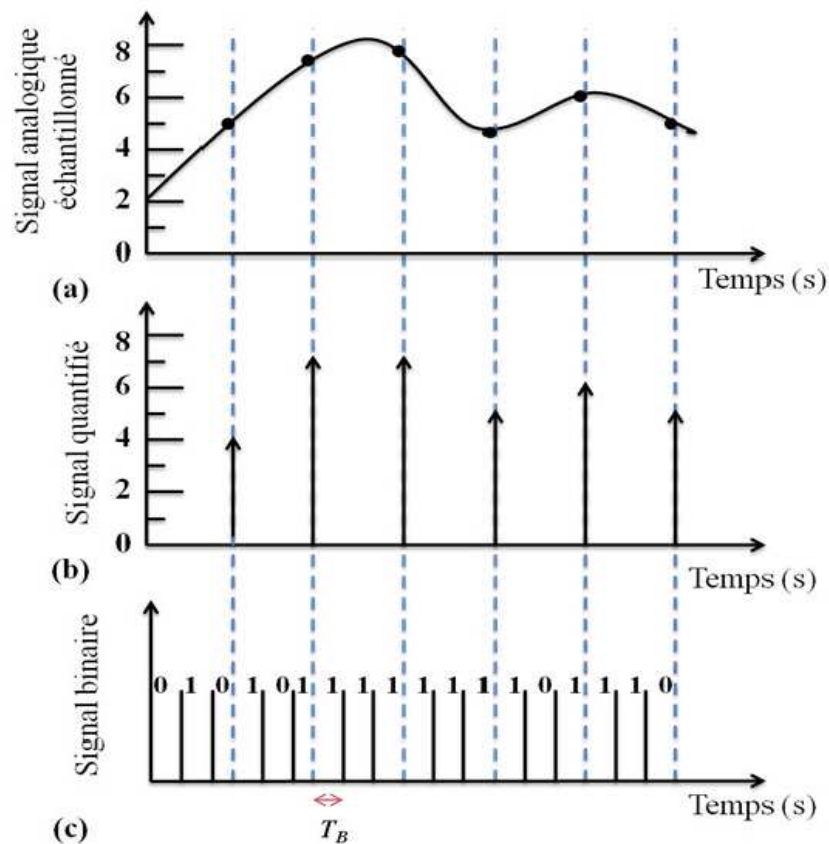 Signal analogique
échantillonné
8
6
4
2
0
Temps (s)
(a)
Signal quantifié
8
6
4
2
0
Temps (s)
(b)
Signal binaire
0 1 0 1 0 1 1 1 1 1 1 1 1 0 1 1 1 0
Temps (s)
(c)
T_B